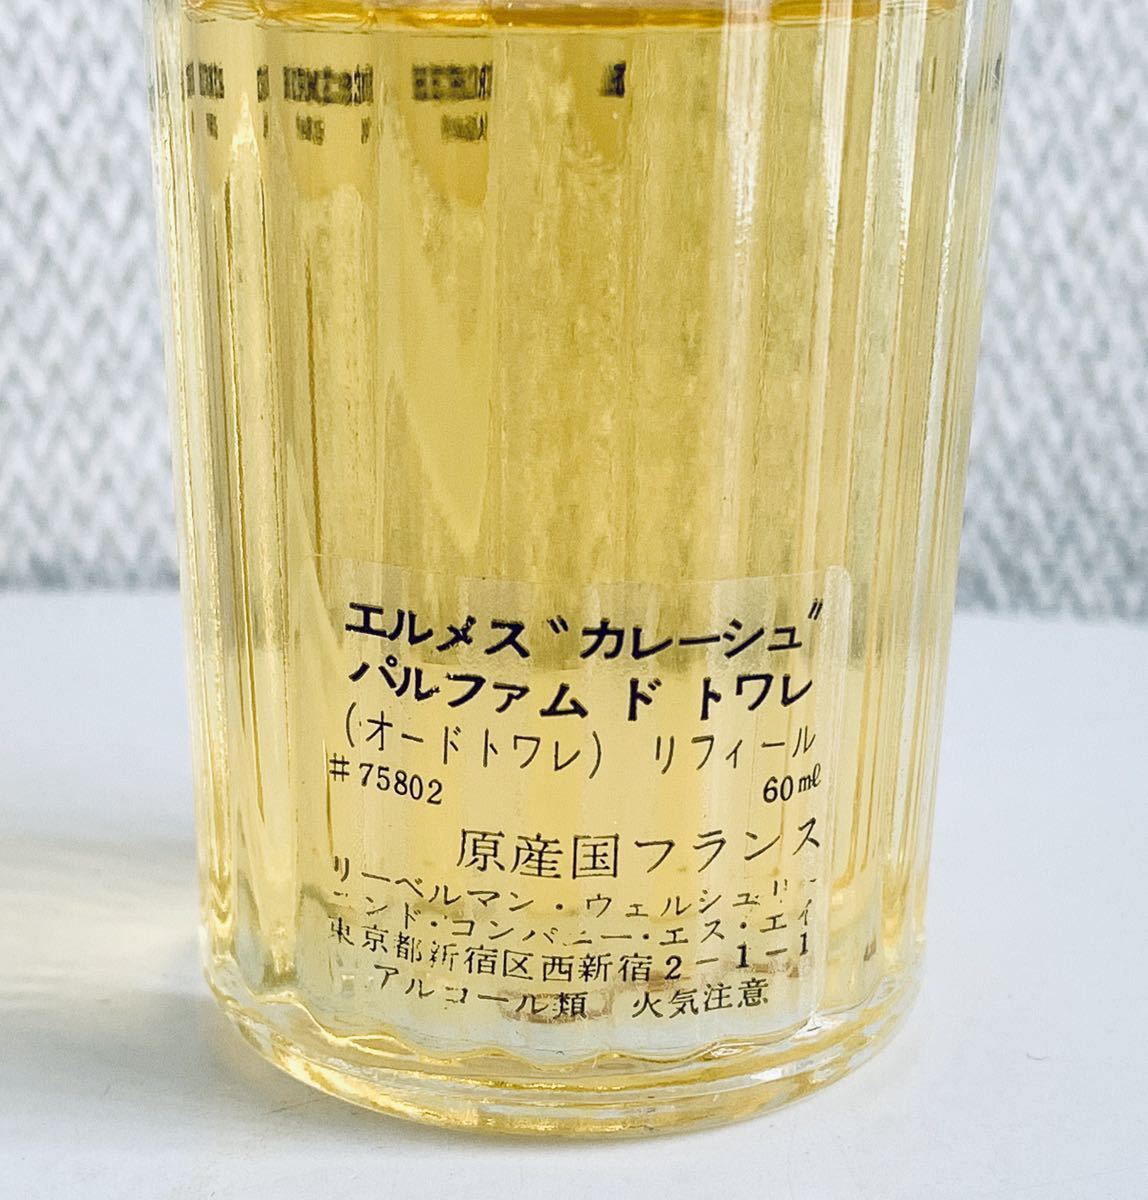 エルメス〝カレーシュ〟
パルファム ド トワレ
(オードトワレ) リフィール
#75802 60ml
原産国フランス
リーベルマン・ウェルシュリー
ンド・コンパニー・エス・エイ
東京都新宿区西新宿2-1-1
アルコール類 火気注意